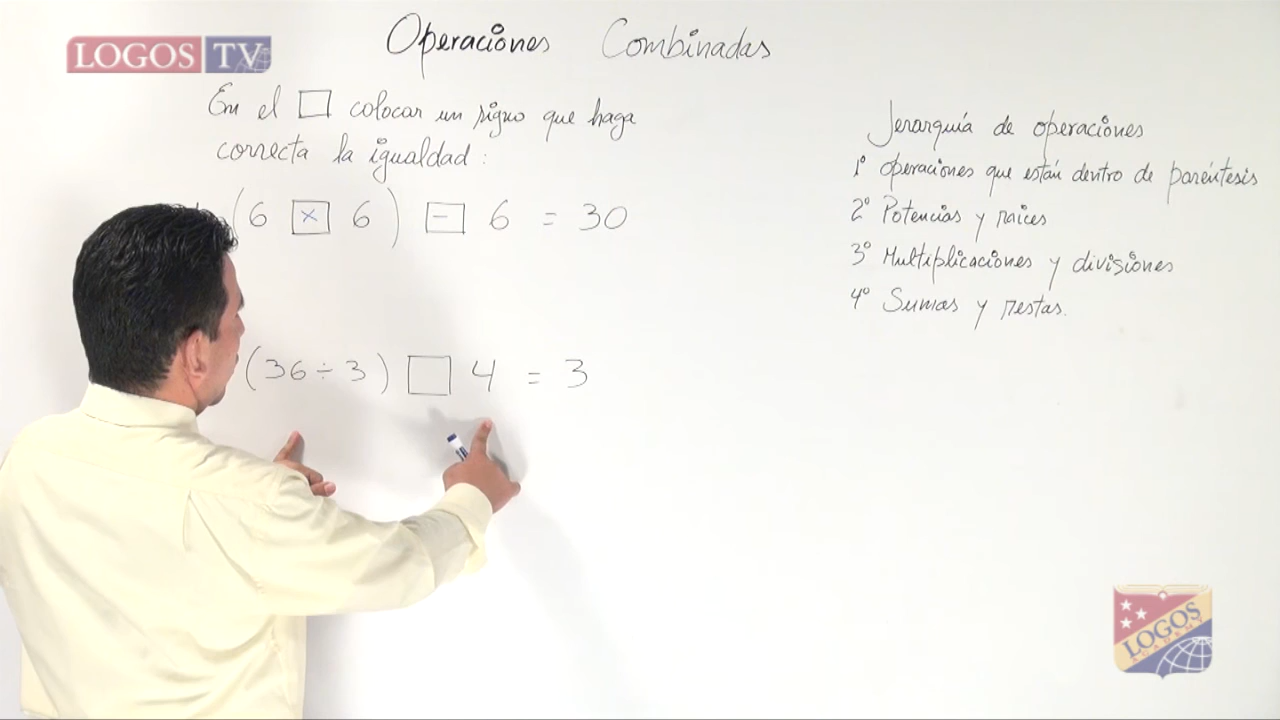 LOGOS TV
Operaciones Combinadas
En el □ colocar un signo que haga
correcta la igualdad:
(6 × 6) − 6 = 30
(36 ÷ 3) □ 4 = 3
Jerarquía de operaciones
1° Operaciones que están dentro de paréntesis
2° Potencias y raíces
3° Multiplicaciones y divisiones
4° Sumas y restas.
LOGOS
ACADEMY